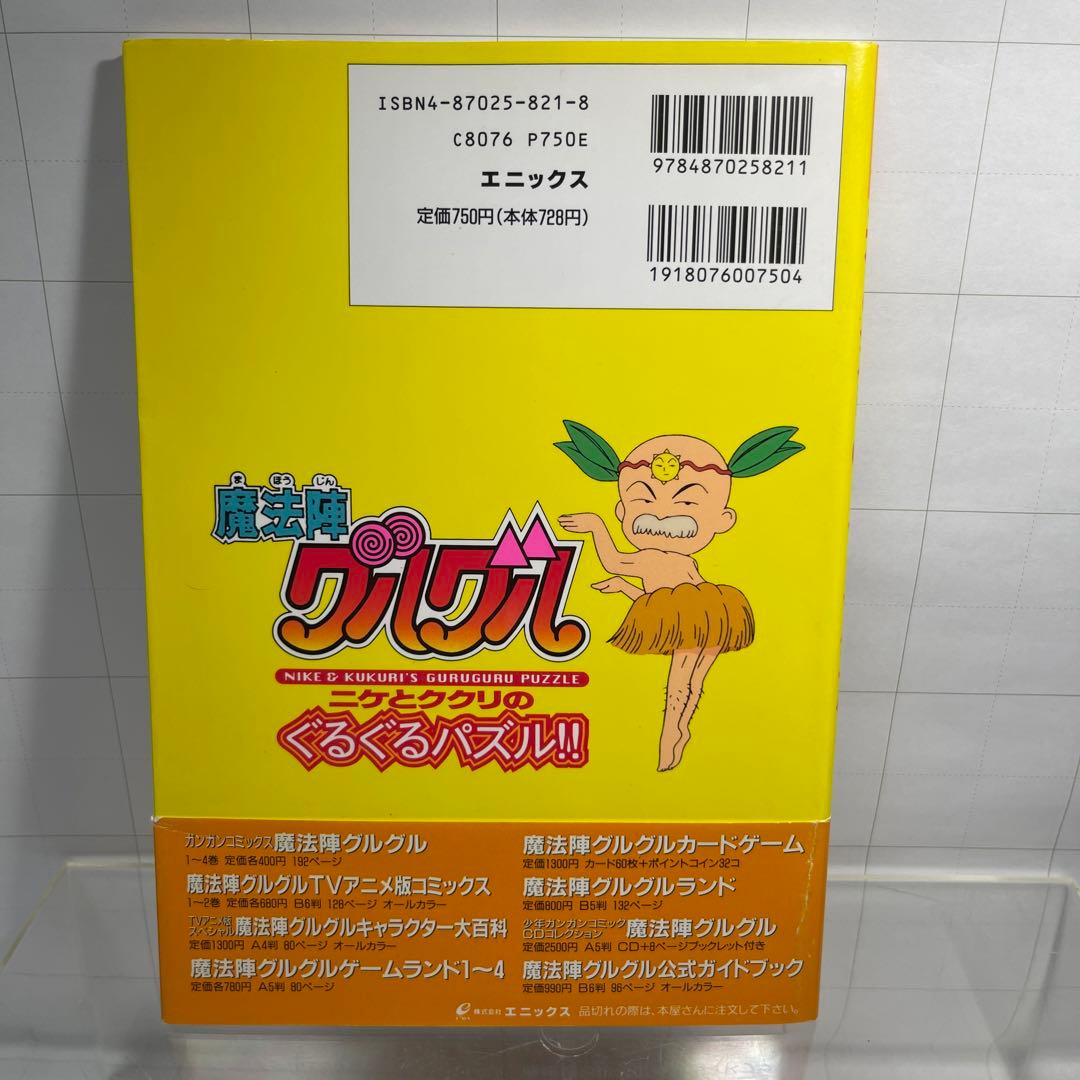 ISBN4-87025-821-8
C8076 P750E
エニックス
定価750円(本体728円)
9784870258211
1918076007504
ま ほう じん
魔法陣
グルグル
NIKE & KUKURI'S GURUGURU PUZZLE
ニケとククリの
ぐるぐるパズル!!
ガンガンコミックス魔法陣グルグル
1〜4巻 定価各400円 192ページ
魔法陣グルグルTVアニメ版コミックス
1〜2巻 定価各680円 B6判 128ページ オールカラー
TVアニメ版
スペシャル魔法陣グルグルキャラクター大百科
定価1300円 A4判 80ページ オールカラー
魔法陣グルグルゲームランド1〜4
定価各780円 A5判 80ページ
魔法陣グルグルカードゲーム
定価1300円 カード60枚+ポイントコイン32コ
魔法陣グルグルランド
定価800円 B5判 132ページ
少年ガンガンコミック
CDコレクション 魔法陣グルグル
定価2500円 A5判 CD+8ページブックレット付き
魔法陣グルグル公式ガイドブック
定価990円 B6判 96ページ オールカラー
株式会社 エニックス 品切れの際は、本屋さんに注文して下さい。